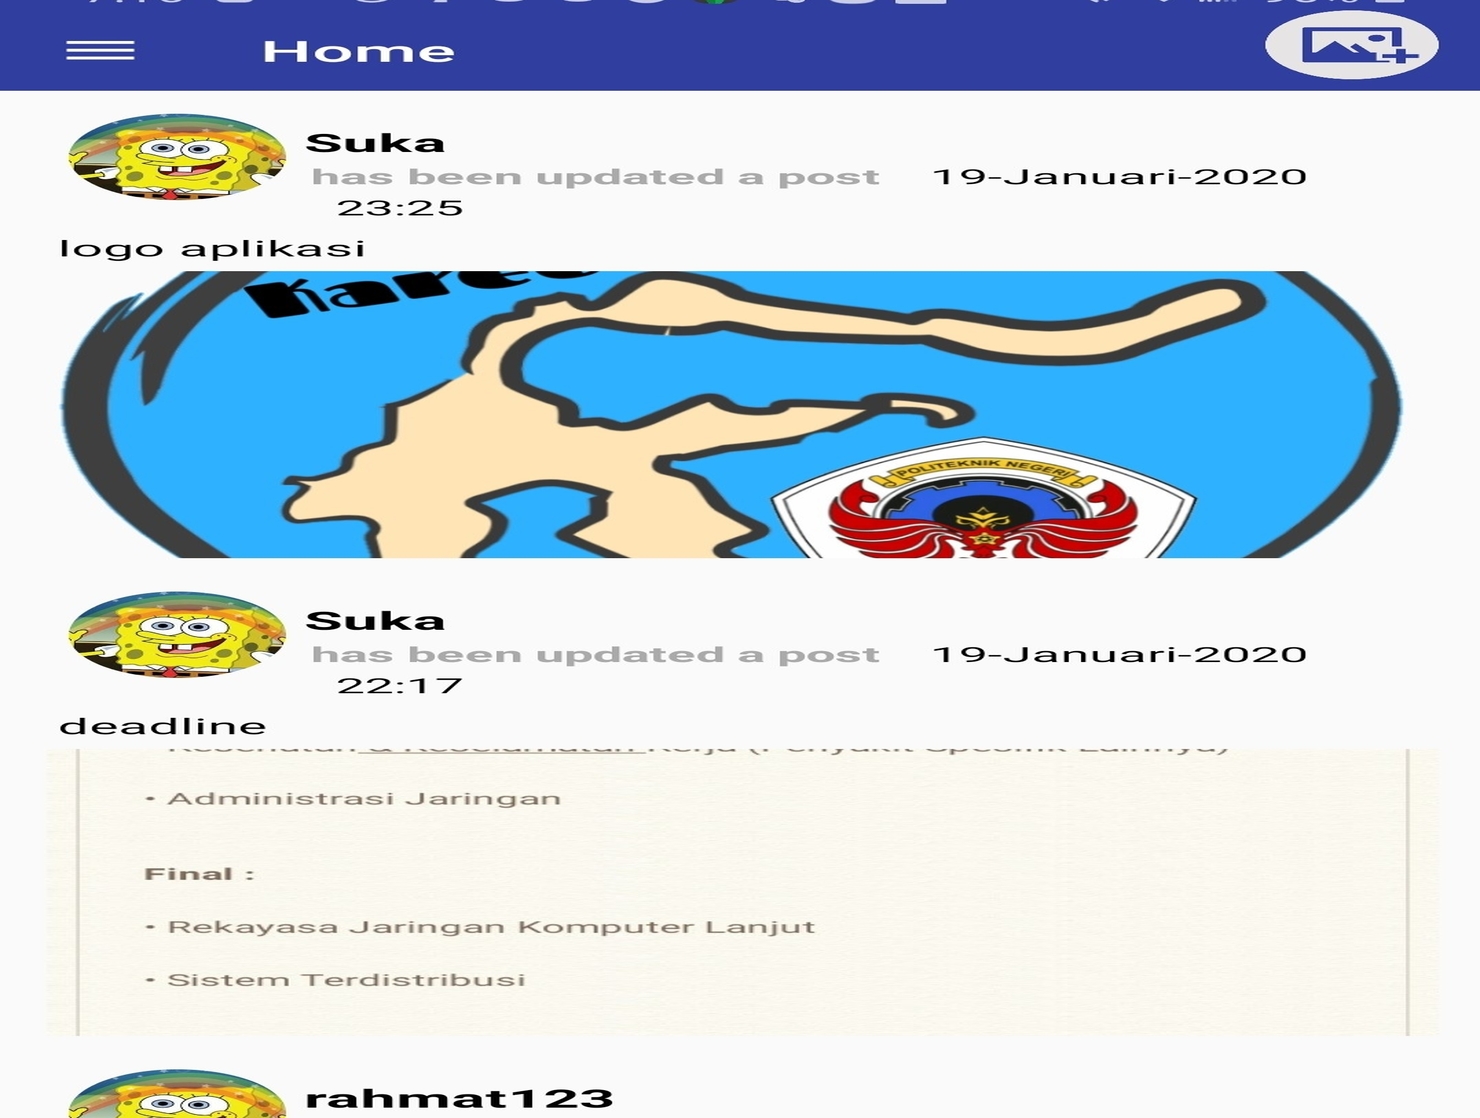 Home
Suka
has been updated a post 19-Januari-2020
23:25
logo aplikasi
POLITEKNIK NEGERI
Suka
has been updated a post 19-Januari-2020
22:17
deadline
• Administrasi Jaringan
Final :
• Rekayasa Jaringan Komputer Lanjut
• Sistem Terdistribusi
rahmat123